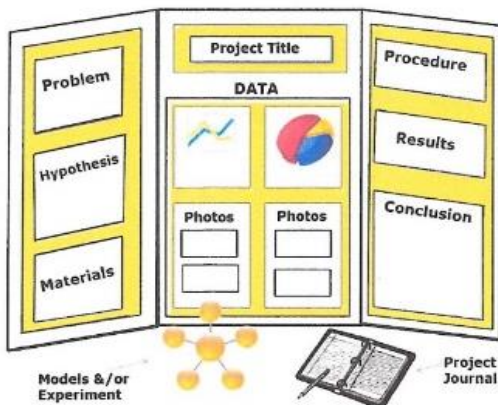 Problem
Hypothesis
Materials
Project Title
DATA
Photos
Photos
Procedure
Results
Conclusion
Models &/or
Experiment
Project
Journal